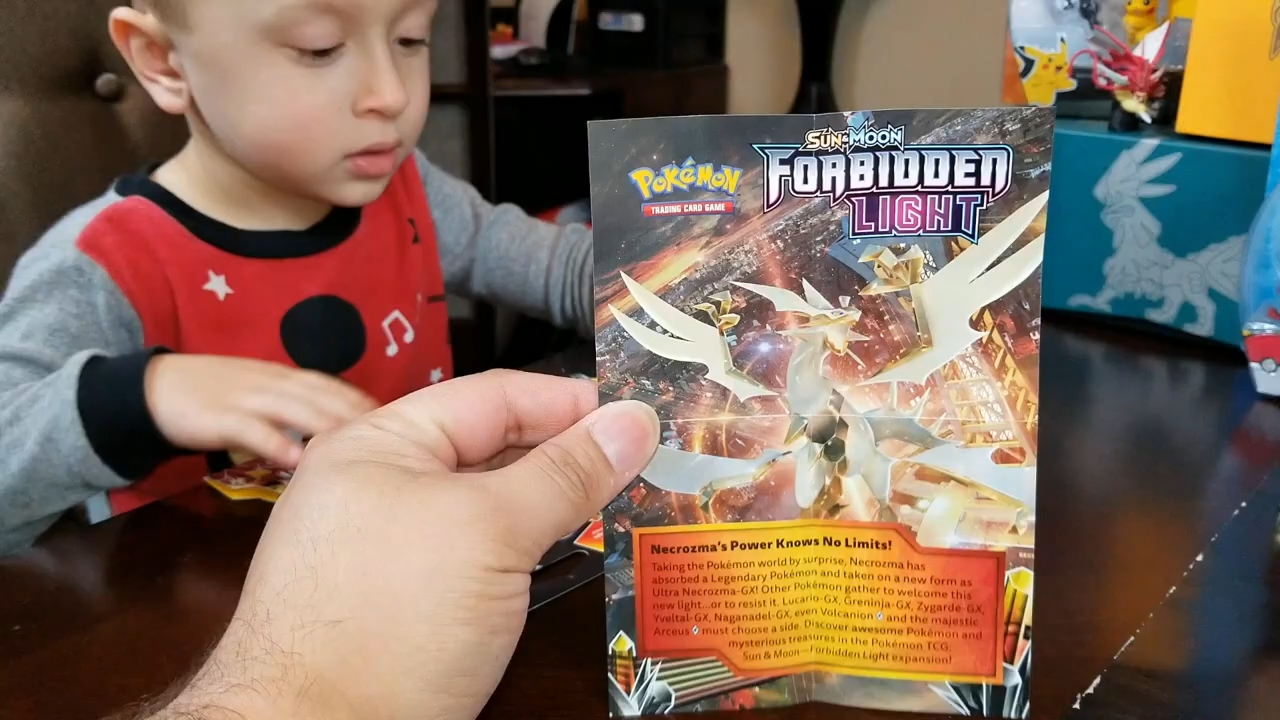 SUN & MOON
Pokémon
TRADING CARD GAME
FORBIDDEN
LIGHT
Necrozma's Power Knows No Limits!
Taking the Pokémon world by surprise, Necrozma has
absorbed a Legendary Pokémon and taken on a new form as
Ultra Necrozma-GX! Other Pokémon gather to welcome this
new light...or to resist it. Lucario-GX, Greninja-GX, Zygarde-GX,
Yveltal-GX, Naganadel-GX, even Volcanion ◇ and the majestic
Arceus ◇ must choose a side. Discover awesome Pokémon and
mysterious treasures in the Pokémon TCG:
Sun & Moon—Forbidden Light expansion!